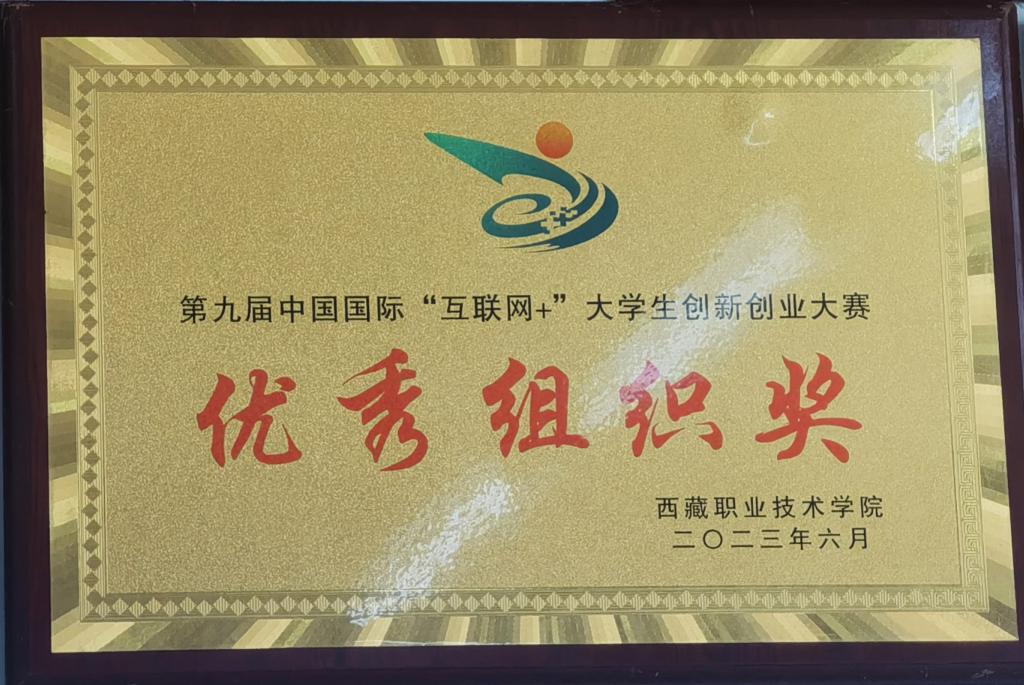 第九届中国国际“互联网+”大学生创新创业大赛
优秀组织奖
西藏职业技术学院
二〇二三年六月